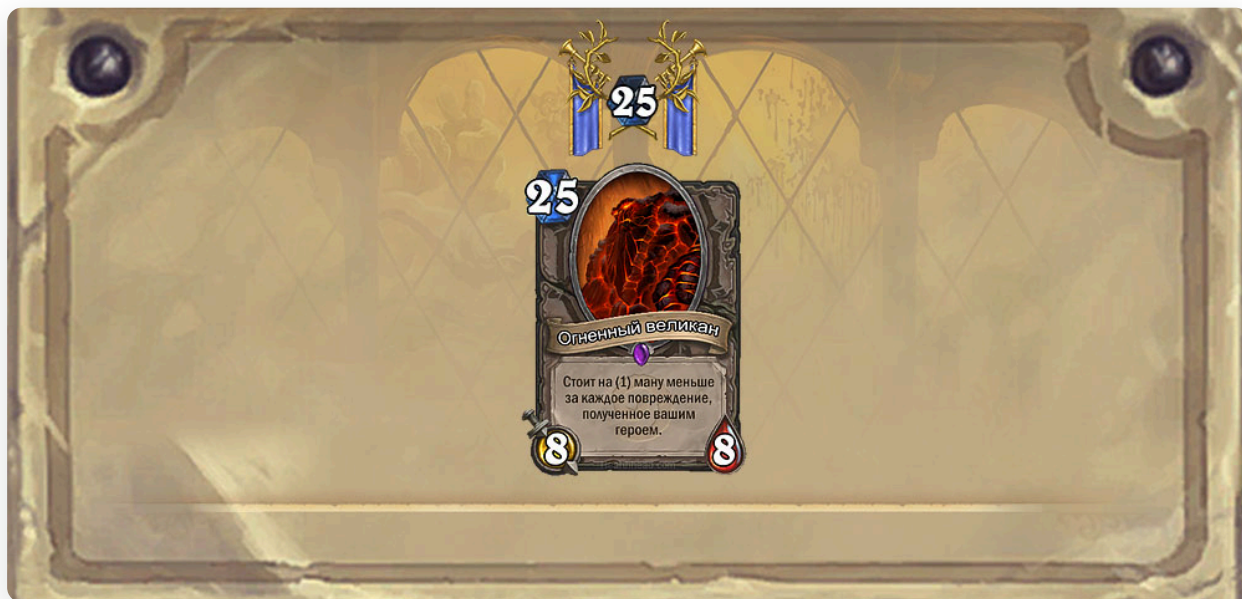 25
25
Огненный великан
Стоит на (1) ману меньше
за каждое повреждение,
полученное вашим
героем.
8
8